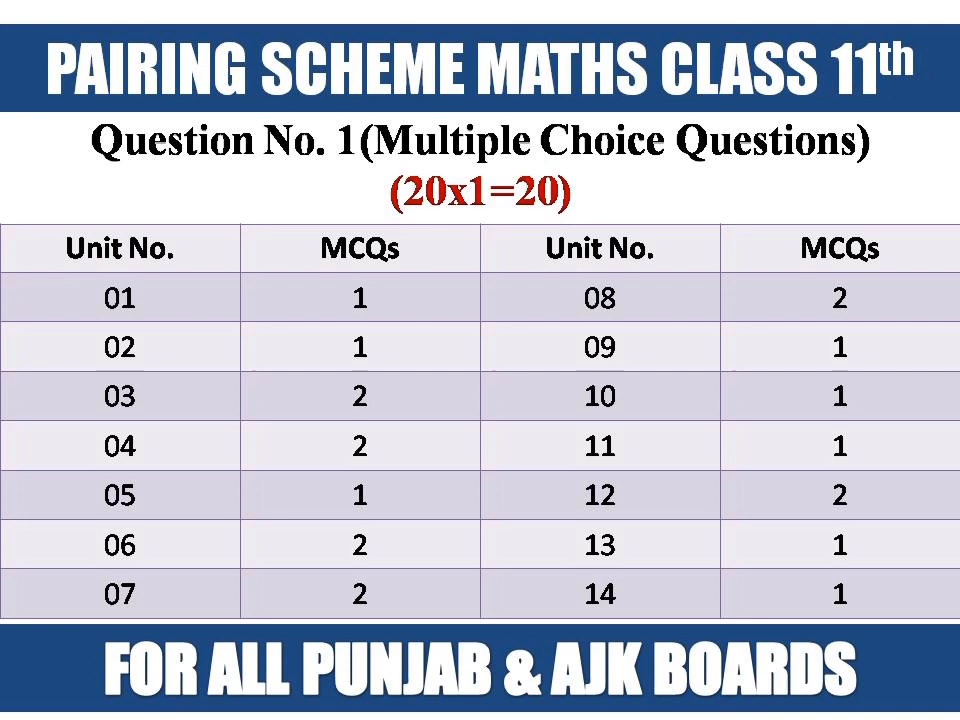 PAIRING SCHEME MATHS CLASS 11th
Question No. 1(Multiple Choice Questions)
(20x1=20)
Unit No. MCQs Unit No. MCQs
01 1 08 2
02 1 09 1
03 2 10 1
04 2 11 1
05 1 12 2
06 2 13 1
07 2 14 1
FOR ALL PUNJAB & AJK BOARDS